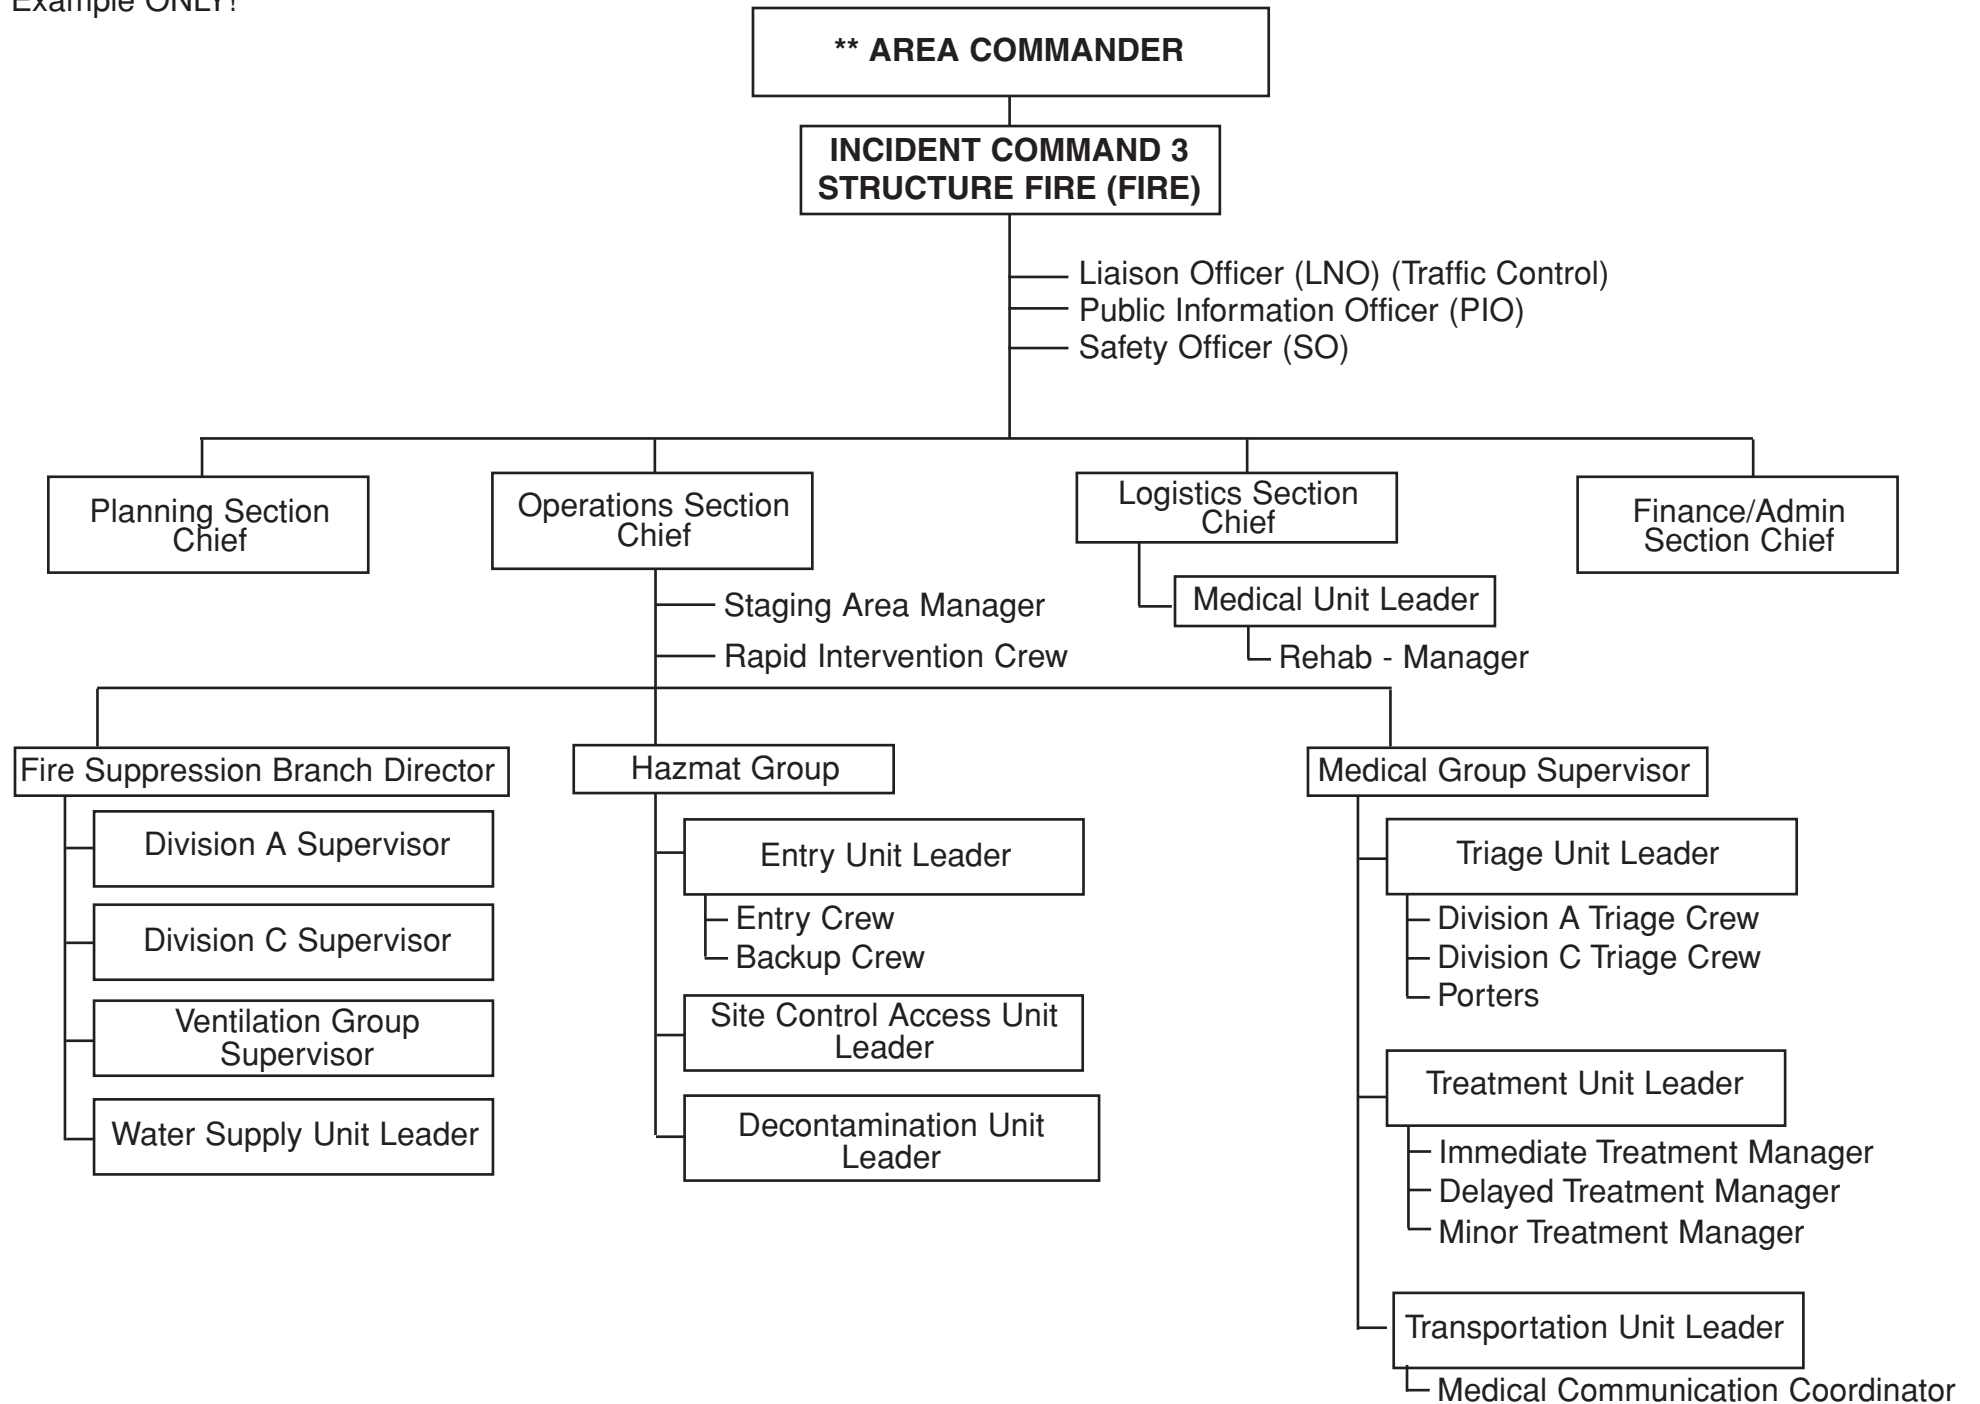 Example ONLY!
** AREA COMMANDER
INCIDENT COMMAND 3
STRUCTURE FIRE (FIRE)
Liaison Officer (LNO) (Traffic Control)
Public Information Officer (PIO)
Safety Officer (SO)
Planning Section
Chief
Operations Section
Chief
Logistics Section
Chief
Finance/Admin
Section Chief
Staging Area Manager
Rapid Intervention Crew
Medical Unit Leader
Rehab - Manager
Fire Suppression Branch Director
Division A Supervisor
Division C Supervisor
Ventilation Group
Supervisor
Water Supply Unit Leader
Hazmat Group
Entry Unit Leader
Entry Crew
Backup Crew
Site Control Access Unit
Leader
Decontamination Unit
Leader
Medical Group Supervisor
Triage Unit Leader
Division A Triage Crew
Division C Triage Crew
Porters
Treatment Unit Leader
Immediate Treatment Manager
Delayed Treatment Manager
Minor Treatment Manager
Transportation Unit Leader
Medical Communication Coordinator